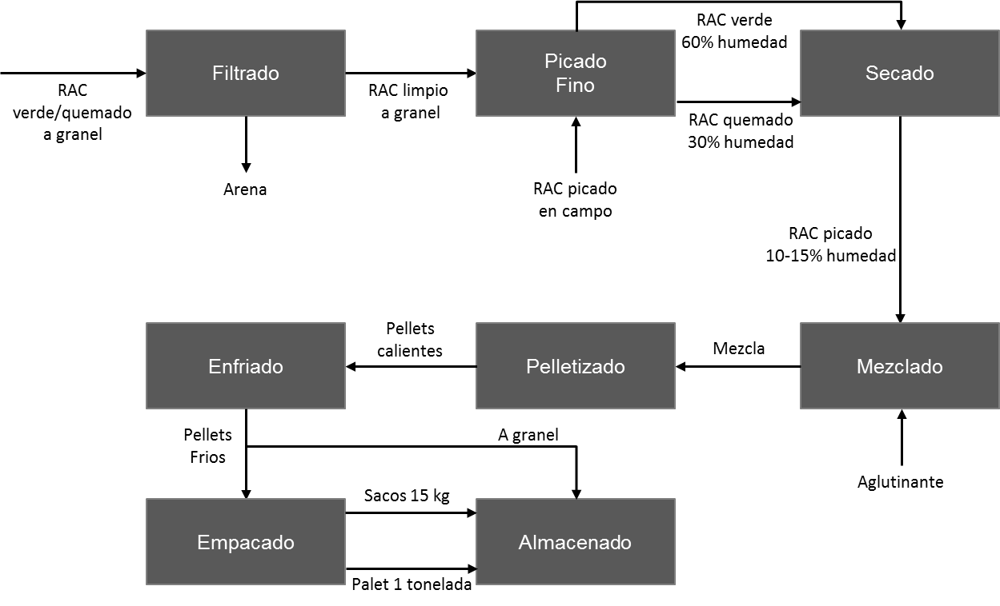 RAC verde
60% humedad
Filtrado
Picado
Fino
Secado
RAC
verde/quemado
a granel
RAC limpio
a granel
RAC quemado
30% humedad
Arena
RAC picado
en campo
RAC picado
10-15% humedad
Mezclado
Mezcla
Pelletizado
Pellets
calientes
Enfriado
Aglutinante
Pellets
Frios
A granel
Empacado
Sacos 15 kg
Palet 1 tonelada
Almacenado